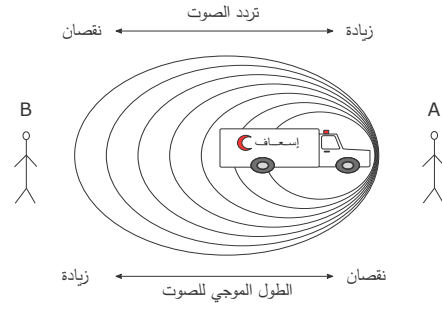 تردد الصوت
زيادة نقصان
B A
إسعاف
نقصان زيادة
الطول الموجي للصوت